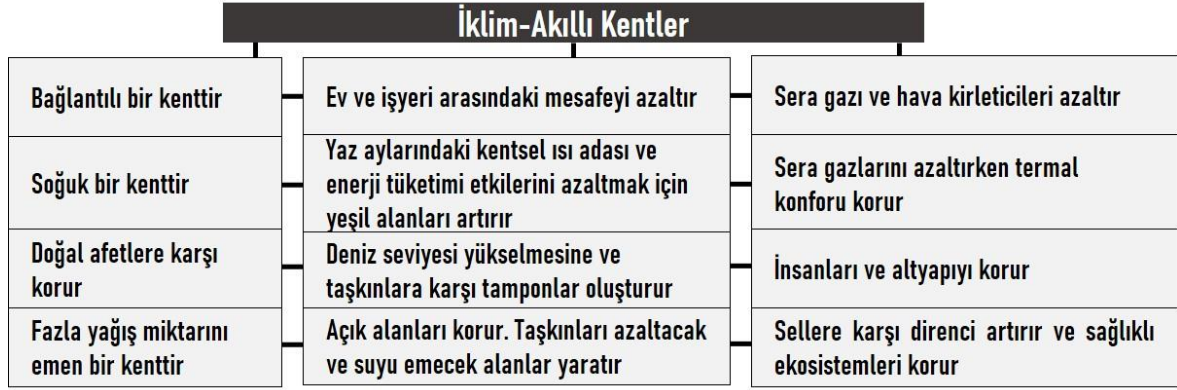 İklim-Akıllı Kentler
Bağlantılı bir kenttir
Ev ve işyeri arasındaki mesafeyi azaltır
Sera gazı ve hava kirleticileri azaltır
Soğuk bir kenttir
Yaz aylarındaki kentsel ısı adası ve
enerji tüketimi etkilerini azaltmak için
yeşil alanları artırır
Sera gazlarını azaltırken termal
konforu korur
Doğal afetlere karşı
korur
Deniz seviyesi yükselmesine ve
taşkınlara karşı tamponlar oluşturur
İnsanları ve altyapıyı korur
Fazla yağış miktarını
emen bir kenttir
Açık alanları korur. Taşkınları azaltacak
ve suyu emecek alanlar yaratır
Sellere karşı direnci artırır ve sağlıklı
ekosistemleri korur